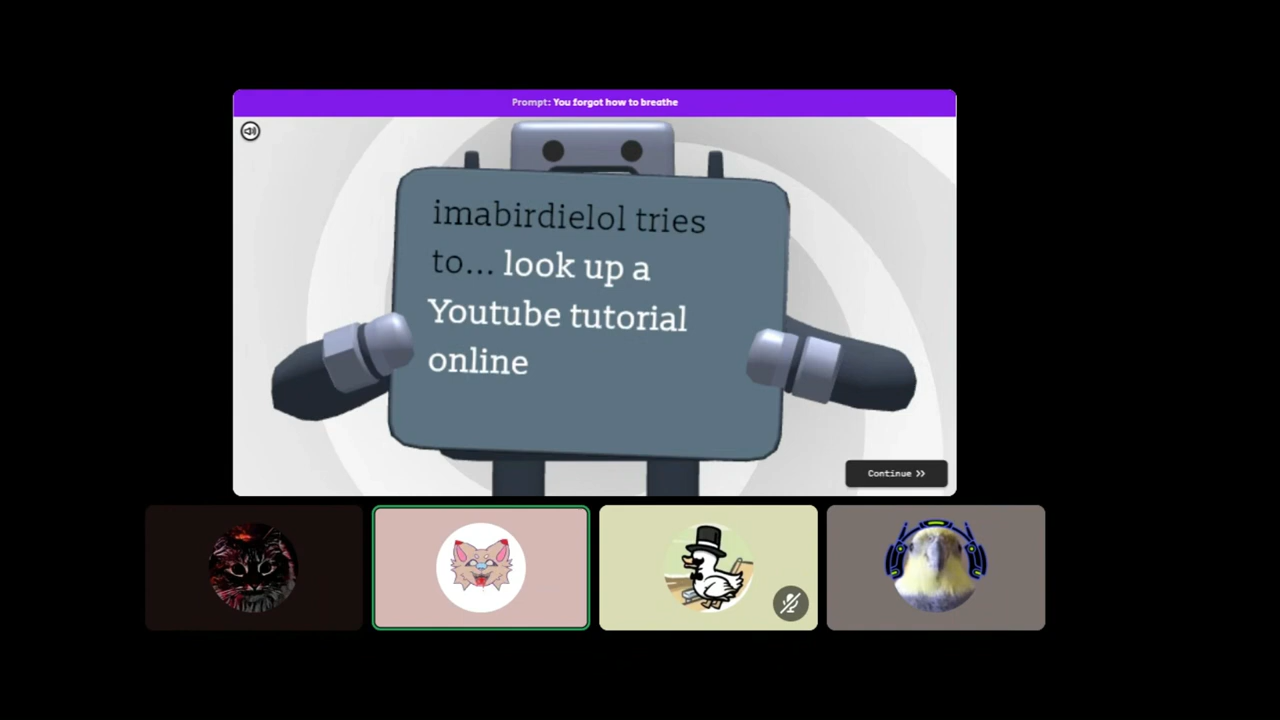 Prompt: You forgot how to breathe
imabirdielol tries
to... look up a
Youtube tutorial
online
Continue >>